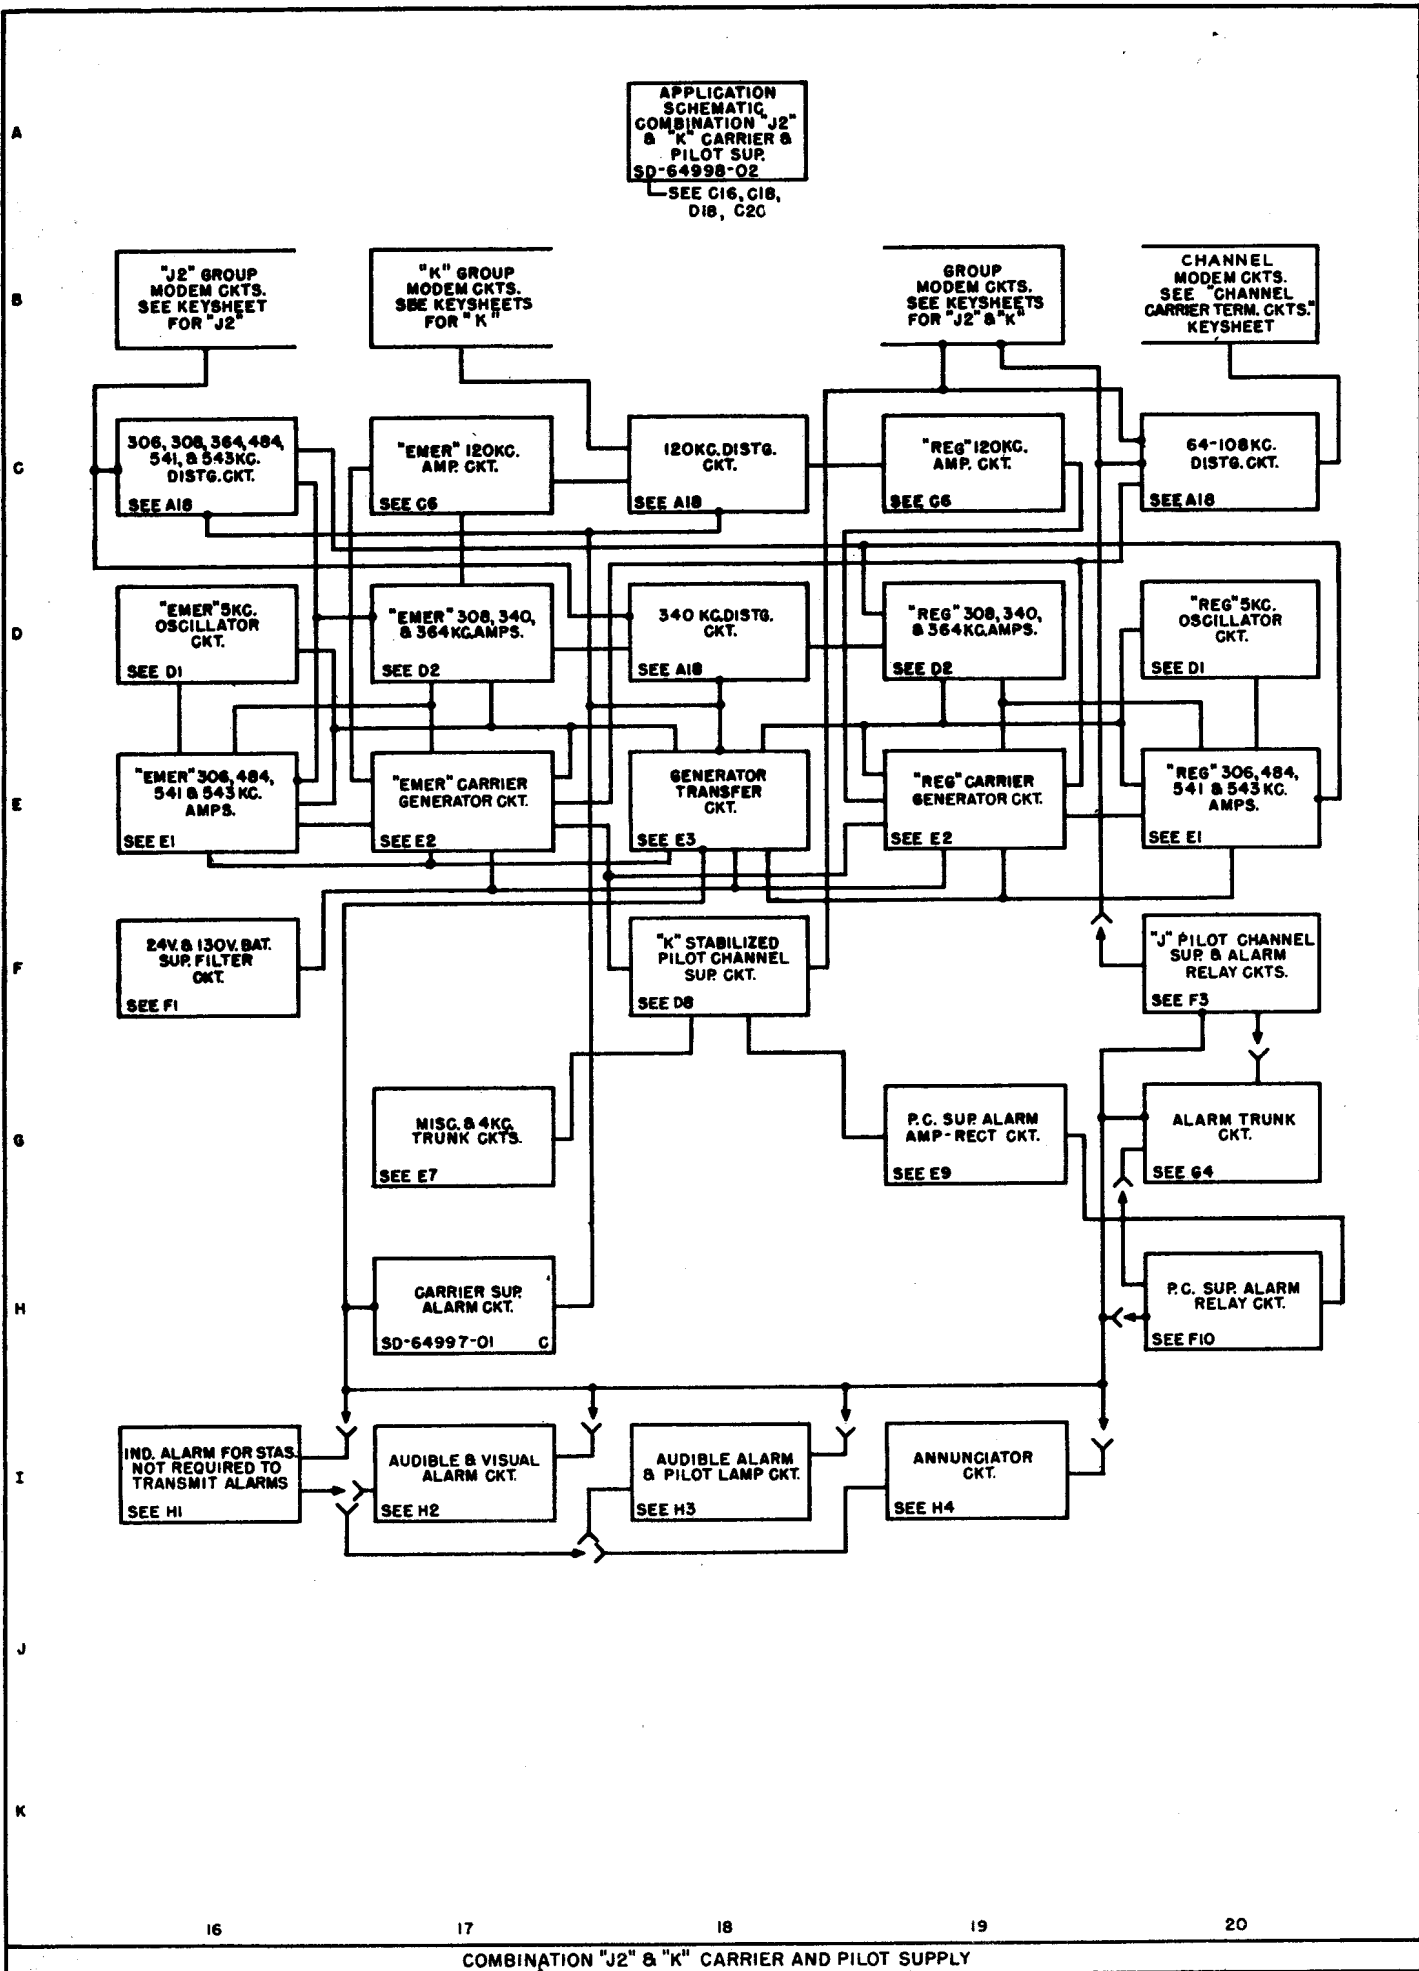 A
APPLICATION
SCHEMATIC
COMBINATION "J2"
& "K" CARRIER &
PILOT SUP.
SD-64998-02
SEE C16, C18,
D18, C20
B
"J2" GROUP
MODEM CKTS.
SEE KEYSHEET
FOR "J2"
"K" GROUP
MODEM CKTS.
SEE KEYSHEETS
FOR "K"
GROUP
MODEM CKTS.
SEE KEYSHEETS
FOR "J2" & "K"
CHANNEL
MODEM CKTS.
SEE "CHANNEL
CARRIER TERM. CKTS."
KEYSHEET
C
306, 308, 364, 484,
541, & 543KC.
DISTG. CKT.
SEE A18
"EMER" 120KC.
AMP. CKT.
SEE C6
120KC. DISTG.
CKT.
SEE A18
"REG" 120KC.
AMP. CKT.
SEE C6
64-108KC.
DISTG. CKT.
SEE A18
D
"EMER" 5KC.
OSCILLATOR
CKT.
SEE D1
"EMER" 308, 340,
& 364KC. AMPS.
SEE D2
340 KC. DISTG.
CKT.
SEE A18
"REG" 308, 340,
& 364KC. AMPS.
SEE D2
"REG" 5KC.
OSCILLATOR
CKT.
SEE D1
E
"EMER" 306, 484,
541 & 543 KC.
AMPS.
SEE E1
"EMER" CARRIER
GENERATOR CKT.
SEE E2
GENERATOR
TRANSFER
CKT.
SEE E3
"REG" CARRIER
GENERATOR CKT.
SEE E2
"REG" 306, 484,
541 & 543 KC.
AMPS.
SEE E1
F
24V. & 130V. BAT.
SUP. FILTER
CKT.
SEE F1
"K" STABILIZED
PILOT CHANNEL
SUP. CKT.
SEE D8
"J" PILOT CHANNEL
SUP. & ALARM
RELAY CKTS.
SEE F3
G
MISC. & 4KC.
TRUNK CKTS.
SEE E7
P.C. SUP. ALARM
AMP-RECT CKT.
SEE E9
ALARM TRUNK
CKT.
SEE G4
H
CARRIER SUP.
ALARM CKT.
SD-64997-01 C
P.C. SUP. ALARM
RELAY CKT.
SEE F10
I
IND. ALARM FOR STAS.
NOT REQUIRED TO
TRANSMIT ALARMS
SEE H1
AUDIBLE & VISUAL
ALARM CKT.
SEE H2
AUDIBLE ALARM
& PILOT LAMP CKT.
SEE H3
ANNUNCIATOR
CKT.
SEE H4
J
K
16 17 18 19 20
COMBINATION "J2" & "K" CARRIER AND PILOT SUPPLY